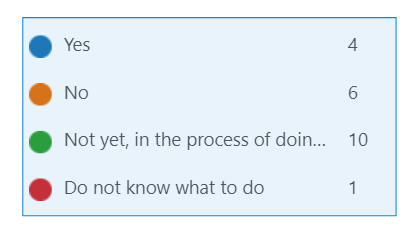 Yes 4
No 6
Not yet, in the process of doin... 10
Do not know what to do 1